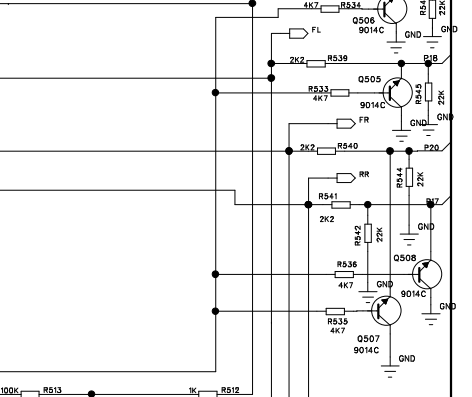 4K7 R534
R54
22K
Q506
9014C
GND
GND
FL
P18
2K2 R539
R533
4K7
Q505
9014C
R545
22K
GND
GND
FR
2K2 R540
P20
R544
22K
RR
R541
2K2
P17
R542
22K
GND
Q508
R536
4K7
9014C
GND
GND
R535
4K7
Q507
9014C
GND
100K R513
1K R512